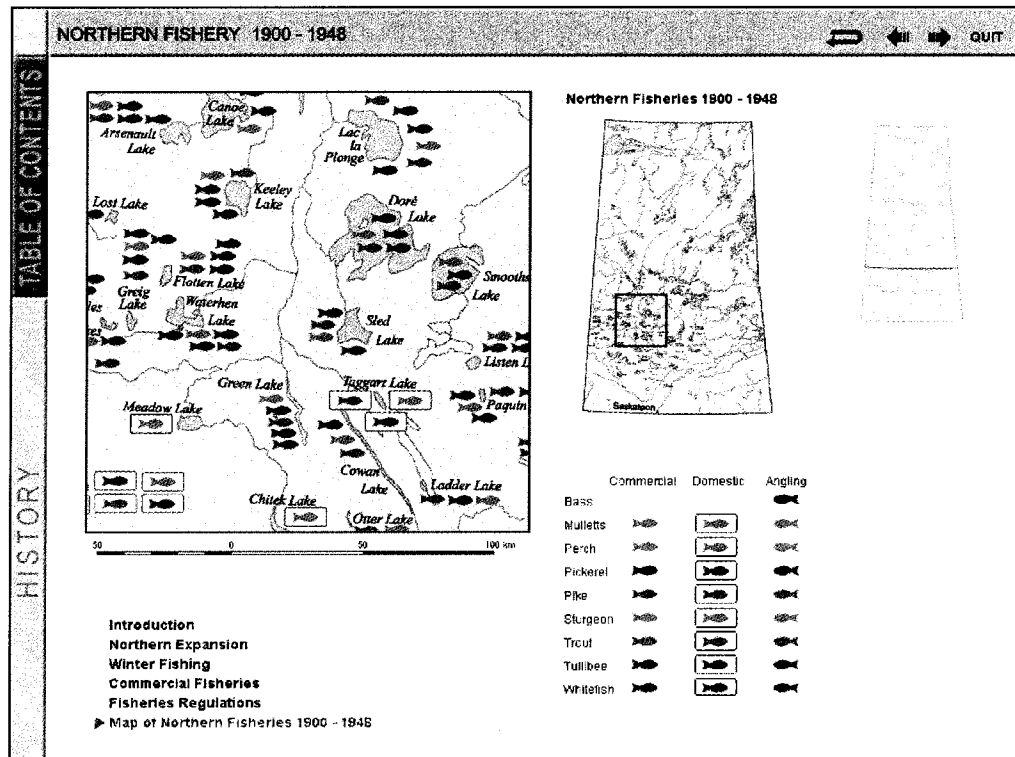 NORTHERN FISHERY 1900 - 1948
QUIT
TABLE OF CONTENTS
HISTORY
Canoe
Lake
Arsenault
Lake
Lac
la
Plonge
Keeley
Lake
Lost Lake
Doré
Lake
Flotten Lake
Greig
Lake
Waterhen
Lake
Smooths
Lake
Sled
Lake
Listen L
Green Lake
Taggart Lake
Meadow Lake
Paquin
Cowan
Lake
Ladder Lake
Chitek Lake
Otter Lake
50 0 50 100 km
Introduction
Northern Expansion
Winter Fishing
Commercial Fisheries
Fisheries Regulations
Map of Northern Fisheries 1900 - 1948
Northern Fisheries 1900 - 1948
Saskatoon
Commercial Domestic Angling
Bass
Mulletts
Perch
Pickerel
Pike
Sturgeon
Trout
Tullibee
Whitefish